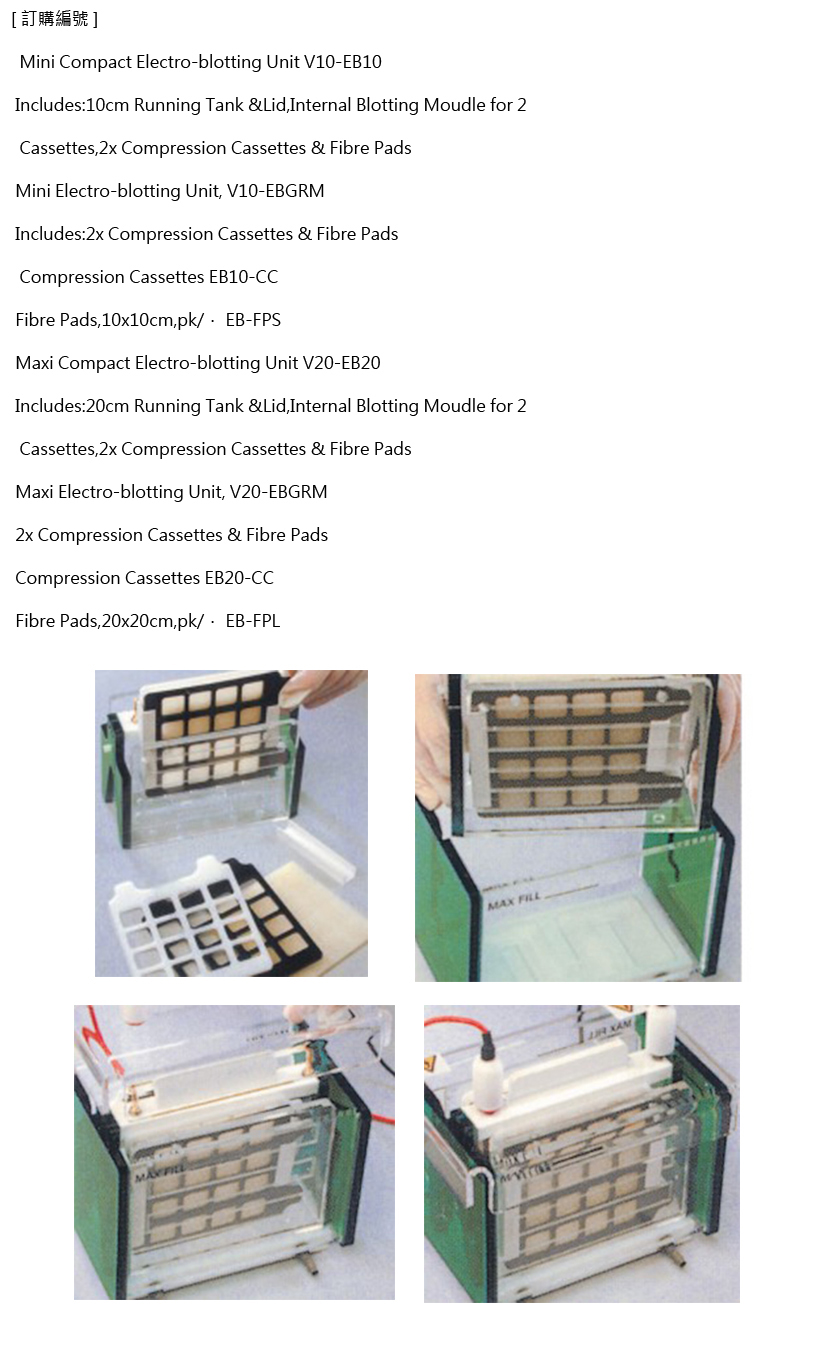 [ 訂購編號 ]
Mini Compact Electro-blotting Unit V10-EB10
Includes:10cm Running Tank &Lid,Internal Blotting Moudle for 2
Cassettes,2x Compression Cassettes & Fibre Pads
Mini Electro-blotting Unit, V10-EBGRM
Includes:2x Compression Cassettes & Fibre Pads
Compression Cassettes EB10-CC
Fibre Pads,10x10cm,pk/‧ EB-FPS
Maxi Compact Electro-blotting Unit V20-EB20
Includes:20cm Running Tank &Lid,Internal Blotting Moudle for 2
Cassettes,2x Compression Cassettes & Fibre Pads
Maxi Electro-blotting Unit, V20-EBGRM
2x Compression Cassettes & Fibre Pads
Compression Cassettes EB20-CC
Fibre Pads,20x20cm,pk/‧ EB-FPL
MAX FILL
MAX FILL
MAX FILL